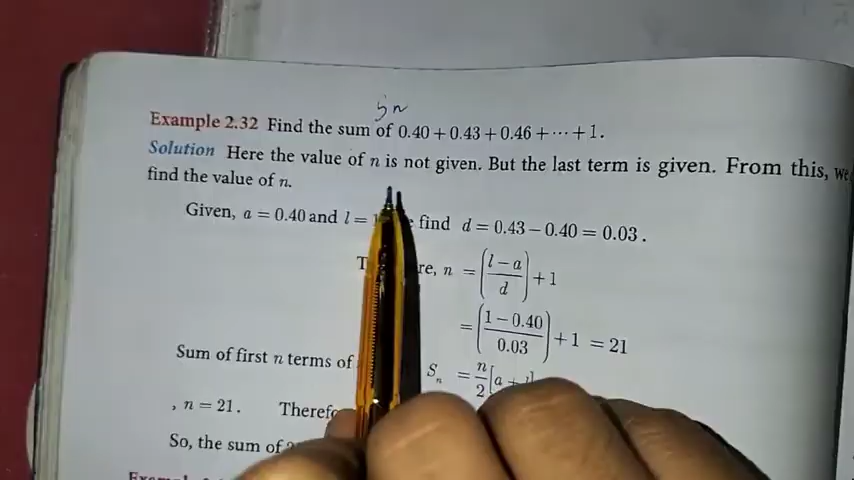 Sn
Example 2.32 Find the sum of 0.40 + 0.43 + 0.46 + ⋯ + 1.
Solution Here the value of n is not given. But the last term is given. From this, we
find the value of n.
Given, a = 0.40 and l = find d = 0.43 − 0.40 = 0.03.
n = ((l − a)/d) + 1
= ((1 − 0.40)/0.03) + 1 = 21
Sum of first n terms of Sₙ = n/2 [a +
, n = 21.
So, the sum of